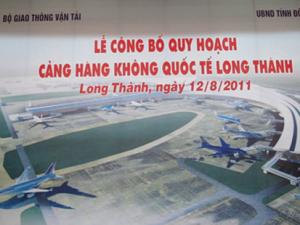 BỘ GIAO THÔNG VẬN TẢI
UBND TỈNH
LỄ CÔNG BỐ QUY HOẠCH
CẢNG HÀNG KHÔNG QUỐC TẾ LONG THÀNH
Long Thành, ngày 12/8/2011